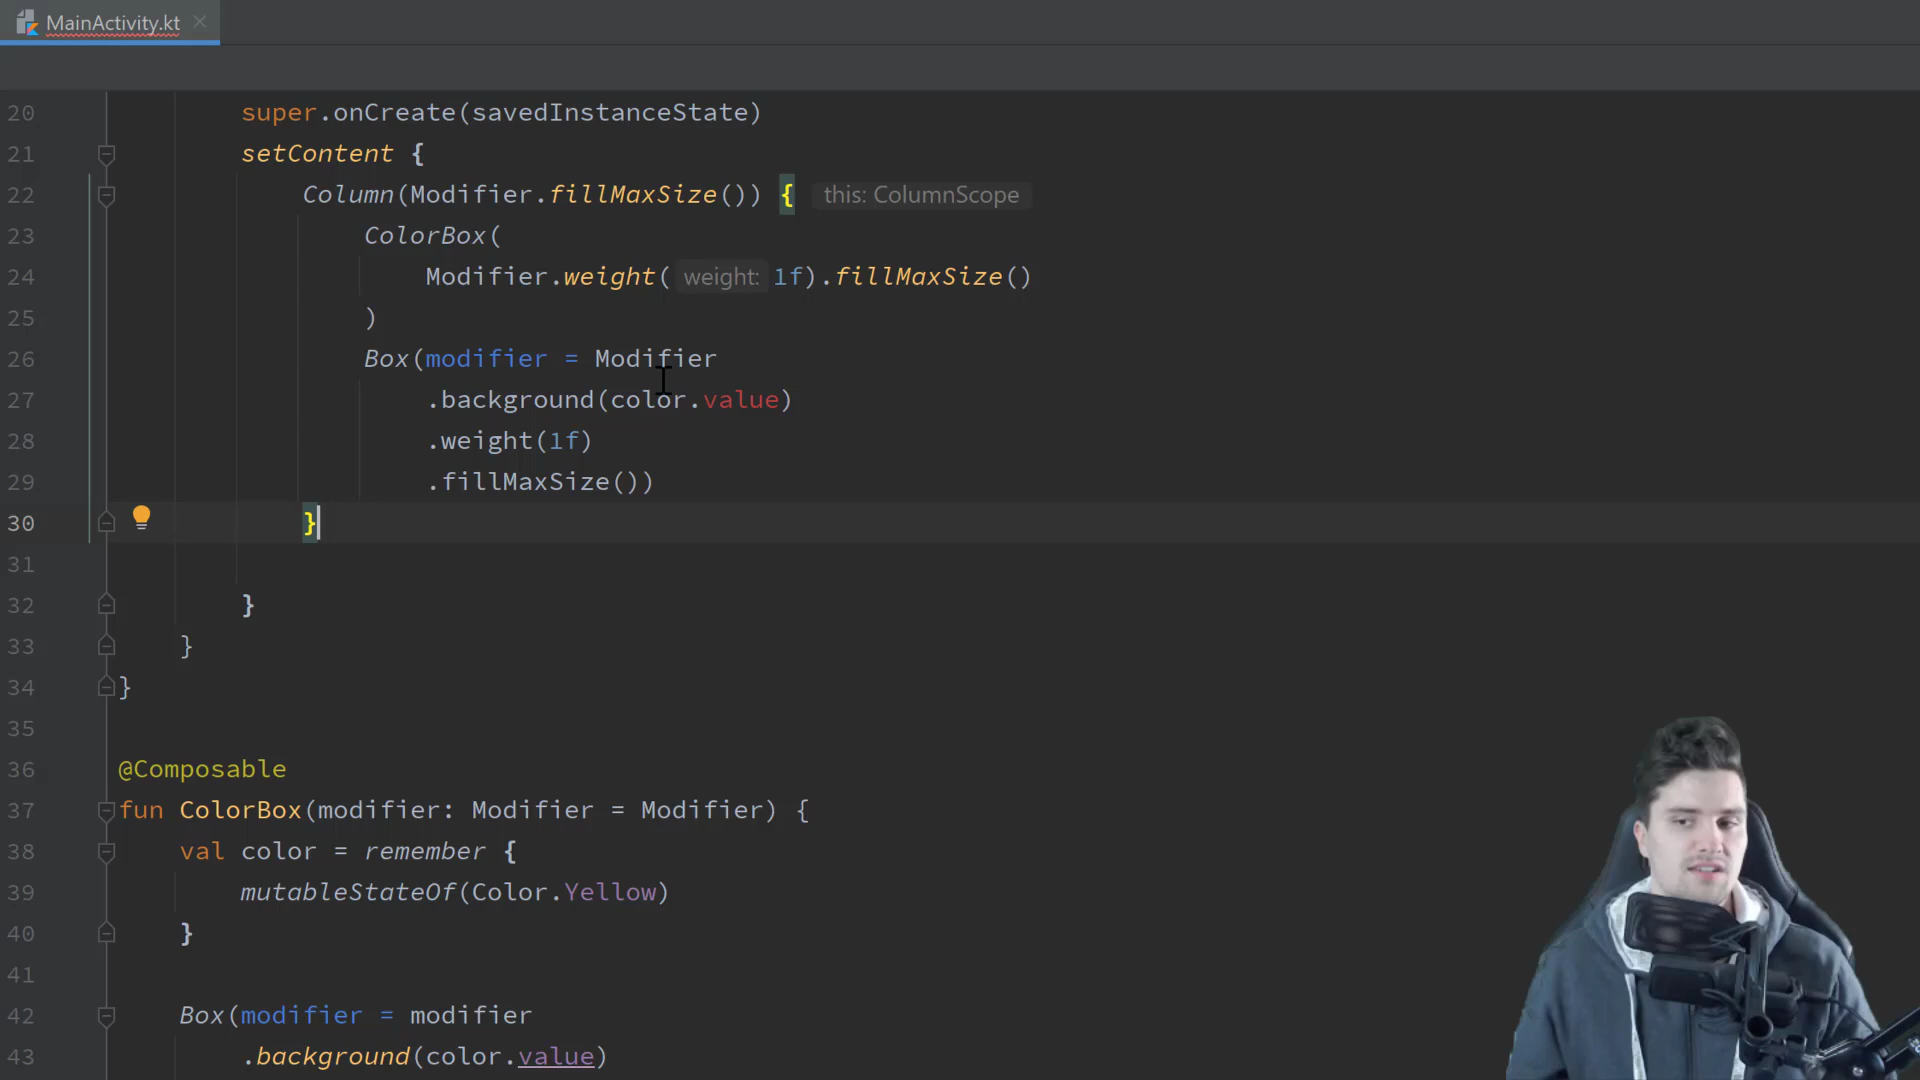 MainActivity.kt
20 super.onCreate(savedInstanceState)
21 setContent {
22 Column(Modifier.fillMaxSize()) { this: ColumnScope
23 ColorBox(
24 Modifier.weight( weight: 1f).fillMaxSize()
25 )
26 Box(modifier = Modifier
27 .background(color.value)
28 .weight(1f)
29 .fillMaxSize())
30 }
31
32 }
33 }
34 }
35
36 @Composable
37 fun ColorBox(modifier: Modifier = Modifier) {
38 val color = remember {
39 mutableStateOf(Color.Yellow)
40 }
41
42 Box(modifier = modifier
43 .background(color.value)